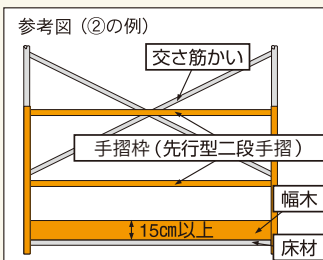 参考図（②の例）
交さ筋かい
手摺枠（先行型二段手摺）
幅木
15cm以上
床材